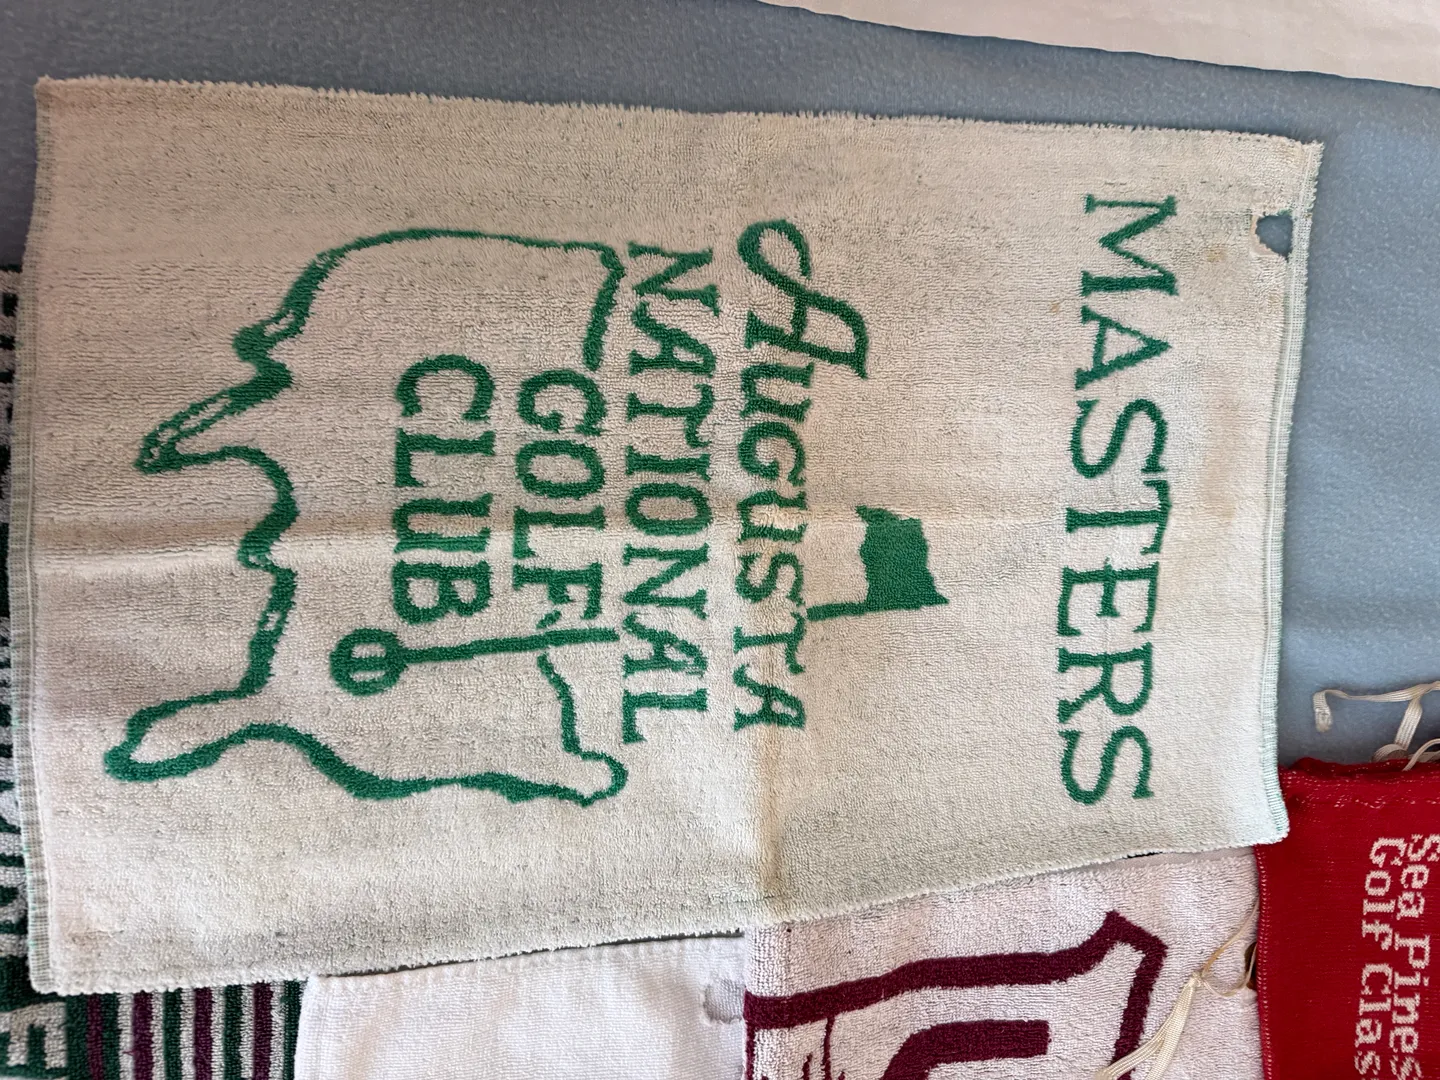 MASTERS
Augusta
NATIONAL
GOLF
CLUB
Sea Pines
Golf Clas